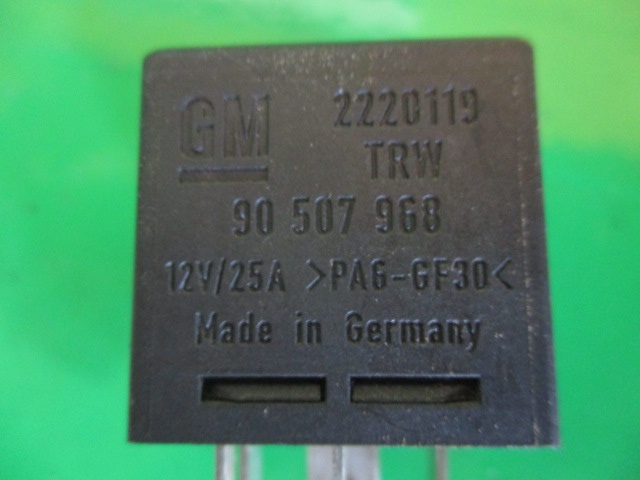 GM 2220119
TRW
90 507 968
12V/25A >PA6-GF30<
Made in Germany